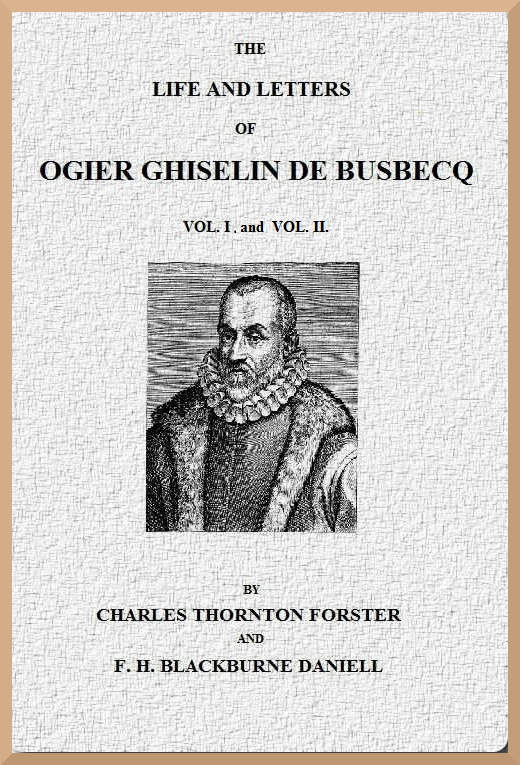 THE
LIFE AND LETTERS
OF
OGIER GHISELIN DE BUSBECQ
VOL. I , and VOL. II.
BY
CHARLES THORNTON FORSTER
AND
F. H. BLACKBURNE DANIELL